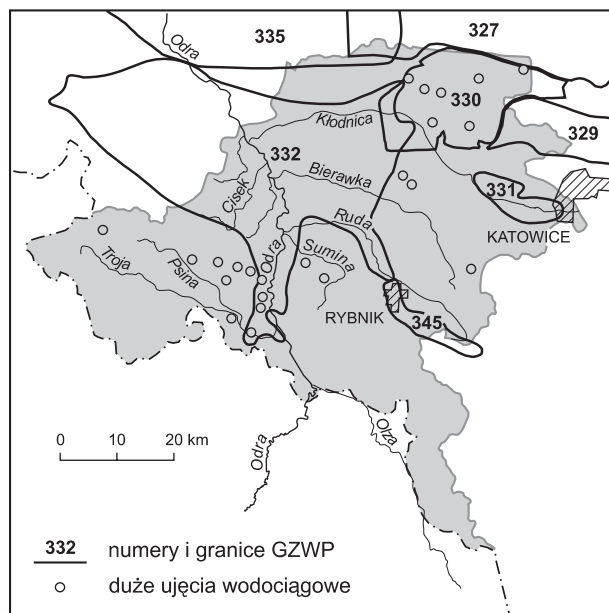 335
327
Odra
330
Kłodnica
329
332
Bierawka
331
Cisek
Ruda
KATOWICE
Troja
Psina
Odra
Sumina
RYBNIK
345
0 10 20 km
Odra
Olza
332 numery i granice GZWP
duże ujęcia wodociągowe